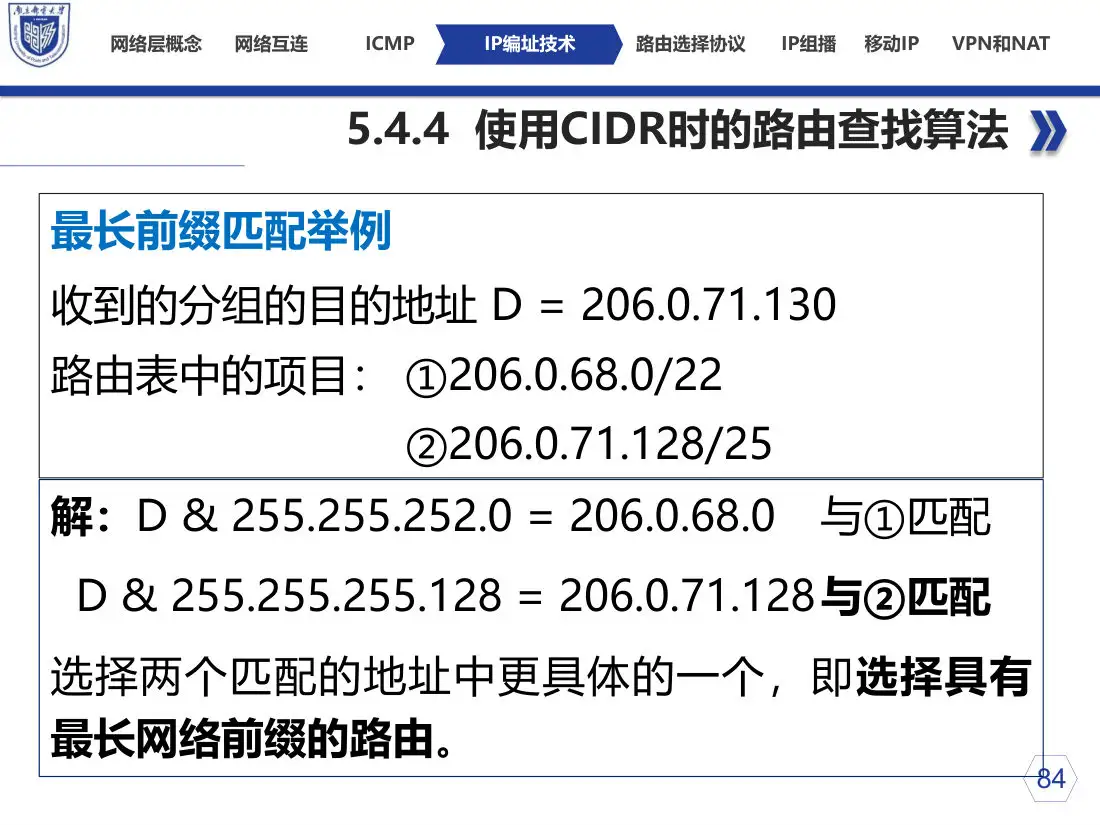 网络层概念 网络互连 ICMP IP编址技术 路由选择协议 IP组播 移动IP VPN和NAT
5.4.4 使用CIDR时的路由查找算法
最长前缀匹配举例
收到的分组的目的地址 D = 206.0.71.130
路由表中的项目： ①206.0.68.0/22
②206.0.71.128/25
解：D & 255.255.252.0 = 206.0.68.0 与①匹配
D & 255.255.255.128 = 206.0.71.128 与②匹配
选择两个匹配的地址中更具体的一个，即选择具有
最长网络前缀的路由。
84